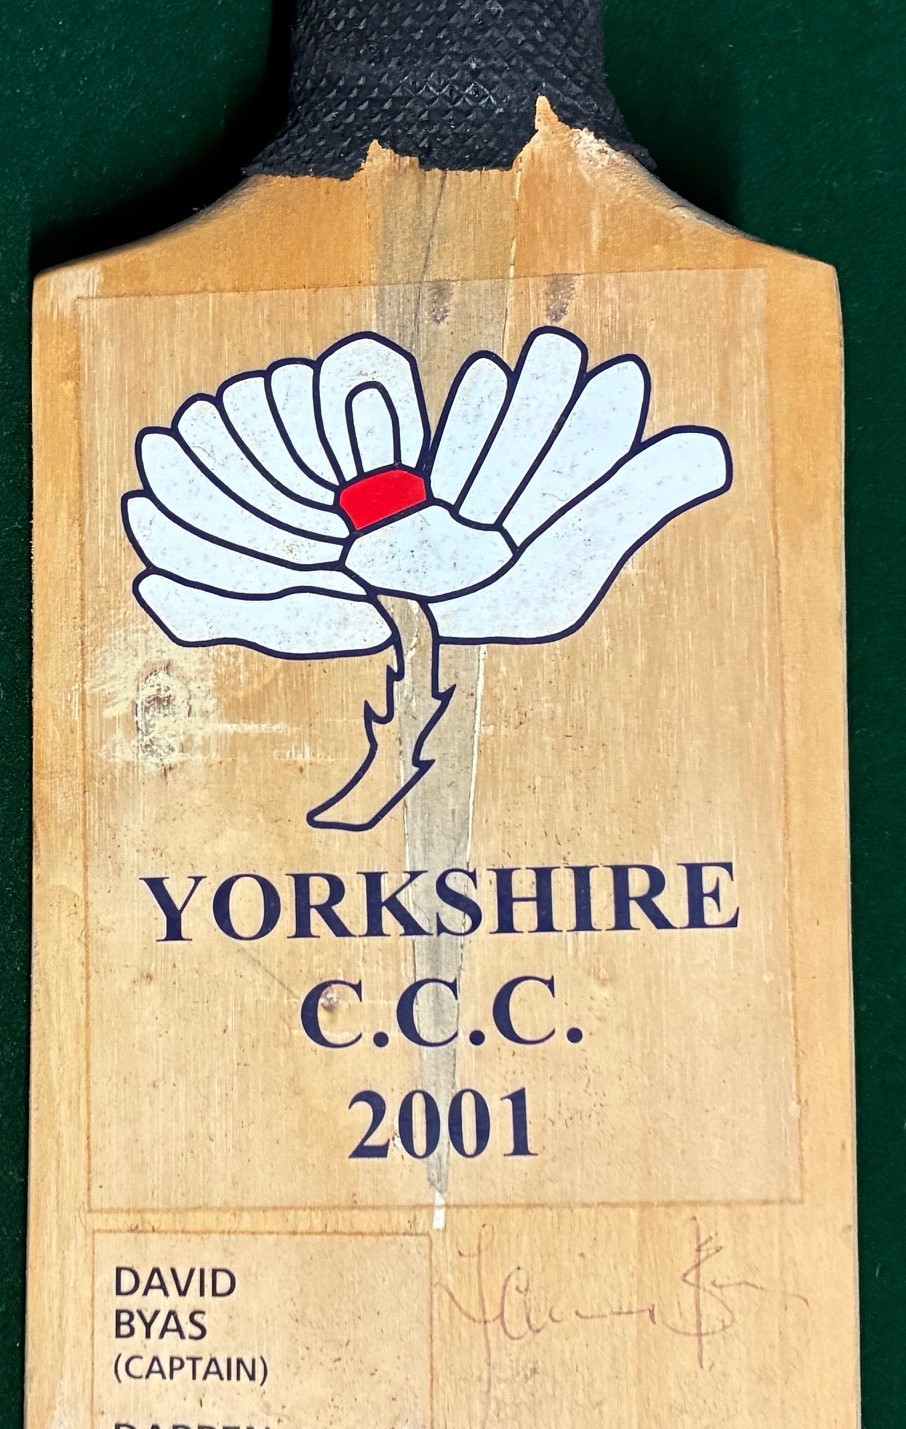 YORKSHIRE
C.C.C.
2001
DAVID
BYAS
(CAPTAIN)